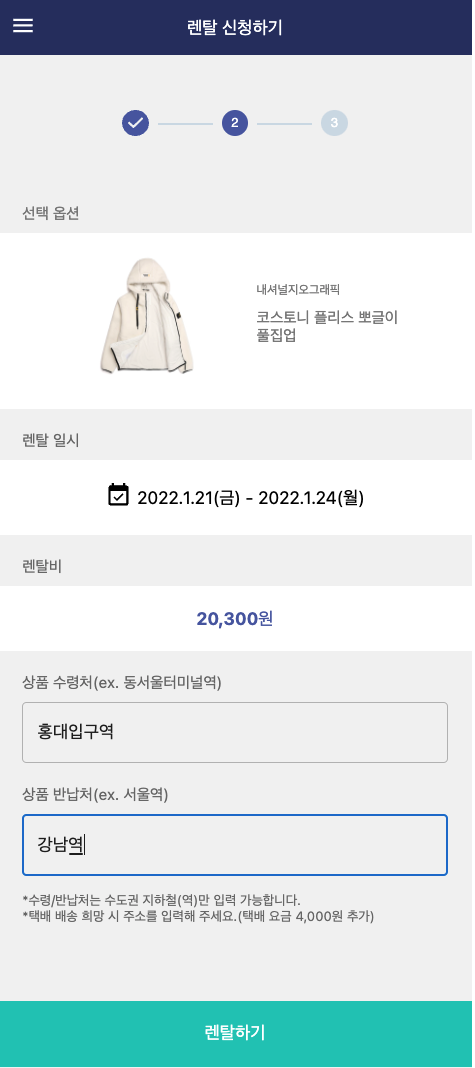 렌탈 신청하기
2
3
선택 옵션
내셔널지오그래픽
코스토니 플리스 뽀글이
풀집업
렌탈 일시
2022.1.21(금) - 2022.1.24(월)
렌탈비
20,300원
상품 수령처(ex. 동서울터미널역)
홍대입구역
상품 반납처(ex. 서울역)
강남역
*수령/반납처는 수도권 지하철(역)만 입력 가능합니다.
*택배 배송 희망 시 주소를 입력해 주세요.(택배 요금 4,000원 추가)
렌탈하기